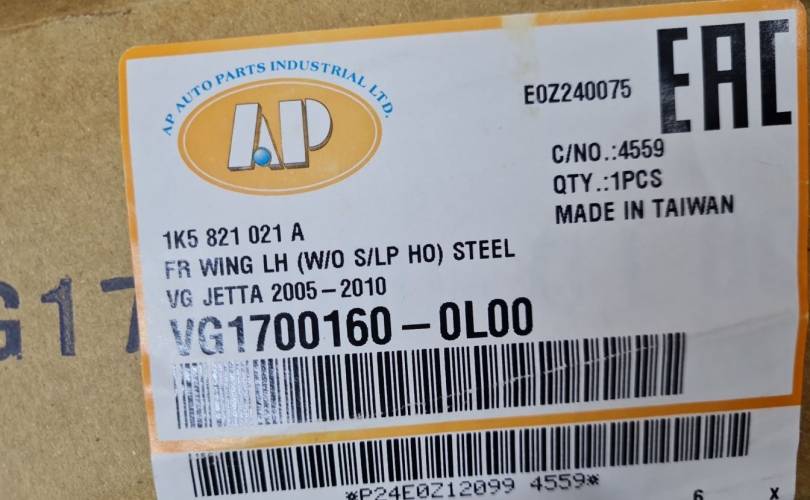 AP AUTO PARTS INDUSTRIAL LTD.
AP
E0Z240075
EAC
C/NO.:4559
QTY.:1PCS
MADE IN TAIWAN
1K5 821 021 A
FR WING LH (W/O S/LP HO) STEEL
VG JETTA 2005-2010
VG1700160-0L00
G17
*P24E0Z12099 4559*
6 X